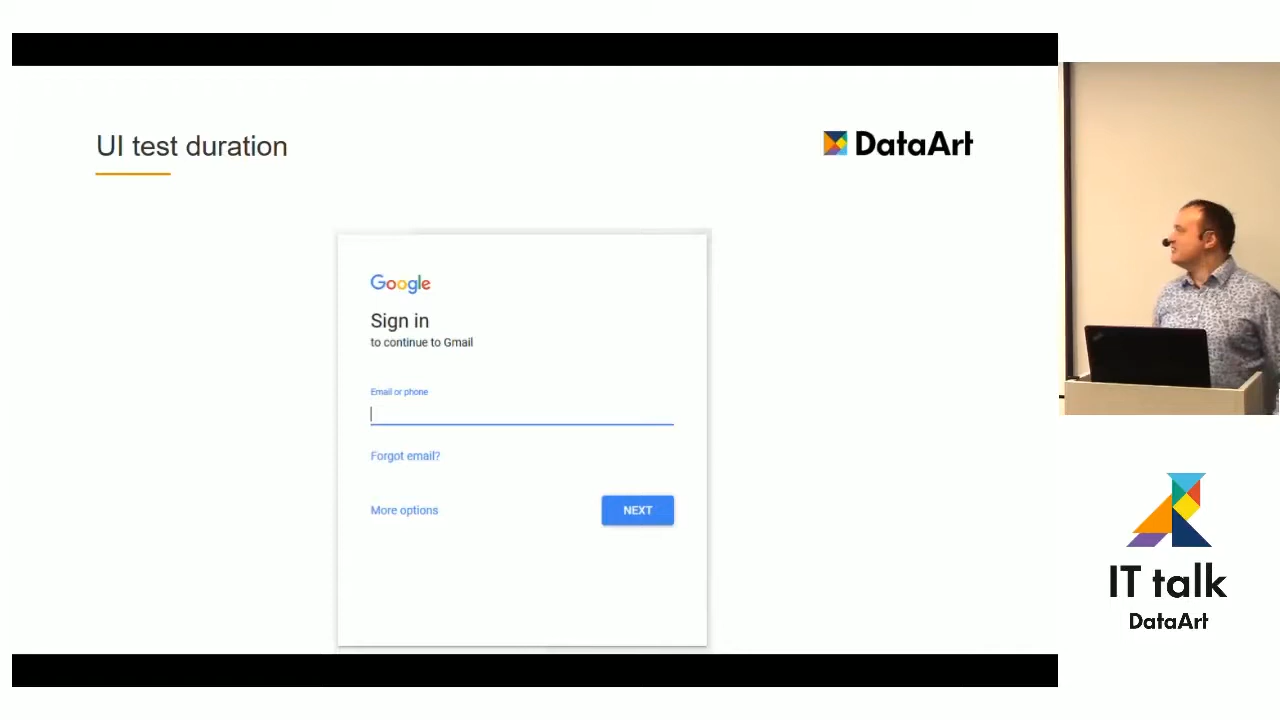 UI test duration
DataArt
Google
Sign in
to continue to Gmail
Email or phone
Forgot email?
More options
NEXT
IT talk
DataArt